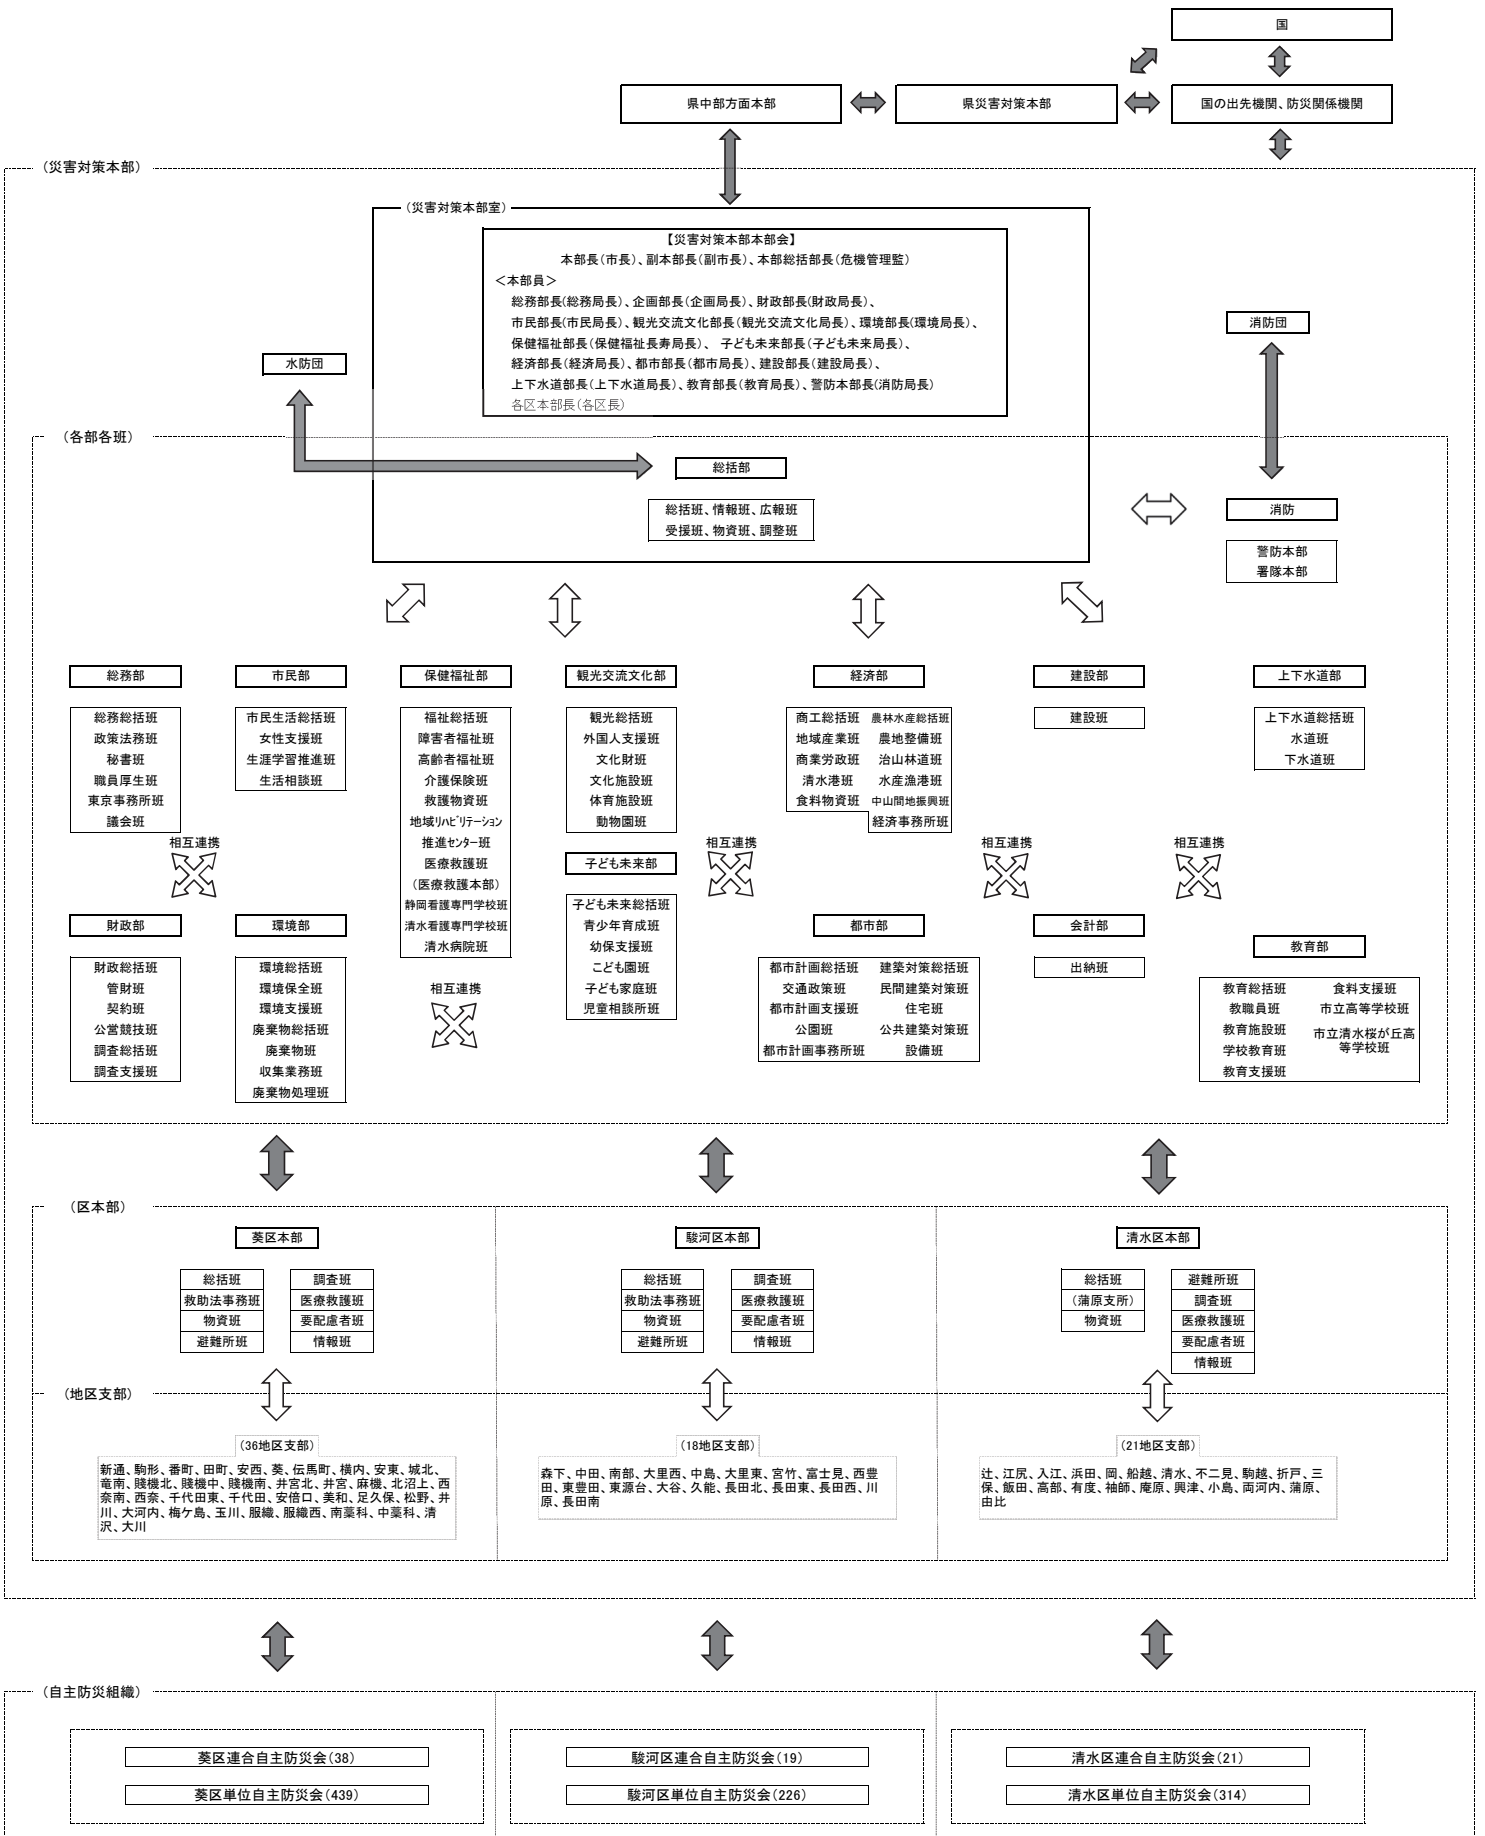 国
県中部方面本部
県災害対策本部
国の出先機関、防災関係機関
（災害対策本部）
（災害対策本部室）
【災害対策本部本部会】
本部長（市長）、副本部長（副市長）、本部総括部長（危機管理監）
＜本部員＞
総務部長(総務局長）、企画部長（企画局長）、財政部長(財政局長）、
市民部長(市民局長）、観光交流文化部長（観光交流文化局長）、環境部長（環境局長）、
保健福祉部長（保健福祉長寿局長）、 子ども未来部長（子ども未来局長）、
経済部長（経済局長）、都市部長（都市局長）、建設部長（建設局長）、
上下水道部長（上下水道局長）、教育部長（教育局長）、警防本部長（消防局長）
各区本部長（各区長）
消防団
水防団
（各部各班）
総括部
総括班、情報班、広報班
受援班、物資班、調整班
消防
警防本部
署隊本部
総務部
総務総括班
政策法務班
秘書班
職員厚生班
東京事務所班
議会班
市民部
市民生活総括班
女性支援班
生涯学習推進班
生活相談班
保健福祉部
福祉総括班
障害者福祉班
高齢者福祉班
介護保険班
救護物資班
地域ﾘﾊﾋﾞﾘテーション
推進センター班
医療救護班
（医療救護本部）
静岡看護専門学校班
清水看護専門学校班
清水病院班
観光交流文化部
観光総括班
外国人支援班
文化財班
文化施設班
体育施設班
動物園班
経済部
商工総括班 農林水産総括班
地域産業班 農地整備班
商業労政班 治山林道班
清水港班 水産漁港班
食料物資班 中山間地振興班
経済事務所班
建設部
建設班
上下水道部
上下水道総括班
水道班
下水道班
相互連携
相互連携
相互連携
相互連携
子ども未来部
子ども未来総括班
青少年育成班
幼保支援班
こども園班
子ども家庭班
児童相談所班
財政部
財政総括班
管財班
契約班
公営競技班
調査総括班
調査支援班
環境部
環境総括班
環境保全班
環境支援班
廃棄物総括班
廃棄物班
収集業務班
廃棄物処理班
相互連携
都市部
都市計画総括班 建築対策総括班
交通政策班 民間建築対策班
都市計画支援班 住宅班
公園班 公共建築対策班
都市計画事務所班 設備班
会計部
出納班
教育部
教育総括班 食料支援班
教職員班 市立高等学校班
教育施設班 市立清水桜が丘高
学校教育班 等学校班
教育支援班
（区本部）
葵区本部
総括班 調査班
救助法事務班 医療救護班
物資班 要配慮者班
避難所班 情報班
駿河区本部
総括班 調査班
救助法事務班 医療救護班
物資班 要配慮者班
避難所班 情報班
清水区本部
総括班 避難所班
（蒲原支所） 調査班
物資班 医療救護班
要配慮者班
情報班
（地区支部）
（36地区支部）
新通、駒形、番町、田町、安西、葵、伝馬町、横内、安東、城北、
竜南、賤機北、賤機中、賤機南、井宮北、井宮、麻機、北沼上、西
奈南、西奈、千代田東、千代田、安倍口、美和、足久保、松野、井
川、大河内、梅ケ島、玉川、服織、服織西、南藁科、中藁科、清
沢、大川
（18地区支部）
森下、中田、南部、大里西、中島、大里東、宮竹、富士見、西豊
田、東豊田、東源台、大谷、久能、長田北、長田東、長田西、川
原、長田南
（21地区支部）
辻、江尻、入江、浜田、岡、船越、清水、不二見、駒越、折戸、三
保、飯田、高部、有度、袖師、庵原、興津、小島、両河内、蒲原、
由比
（自主防災組織）
葵区連合自主防災会（38）
葵区単位自主防災会（439）
駿河区連合自主防災会（19）
駿河区単位自主防災会（226）
清水区連合自主防災会（21）
清水区単位自主防災会（314）